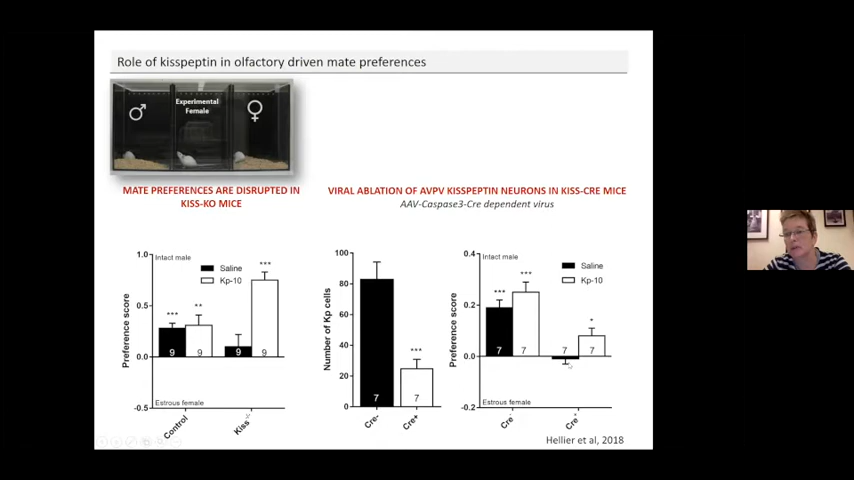 Role of kisspeptin in olfactory driven mate preferences
♂
Experimental
Female
♀
MATE PREFERENCES ARE DISRUPTED IN
KISS-KO MICE
VIRAL ABLATION OF AVPV KISSPEPTIN NEURONS IN KISS-CRE MICE
AAV-Caspase3-Cre dependent virus
Preference score
1.0
0.5
0.0
-0.5
Intact male
Saline
Kp-10
***
**
***
9
9
9
9
Estrous female
Control
Kiss-/-
Number of Kp cells
100
80
60
40
20
0
***
7
7
Cre-
Cre+
Preference score
0.4
0.2
0.0
-0.2
Intact male
Saline
Kp-10
***
***
*
7
7
7
7
Estrous female
Cre-
Cre+
Hellier et al, 2018